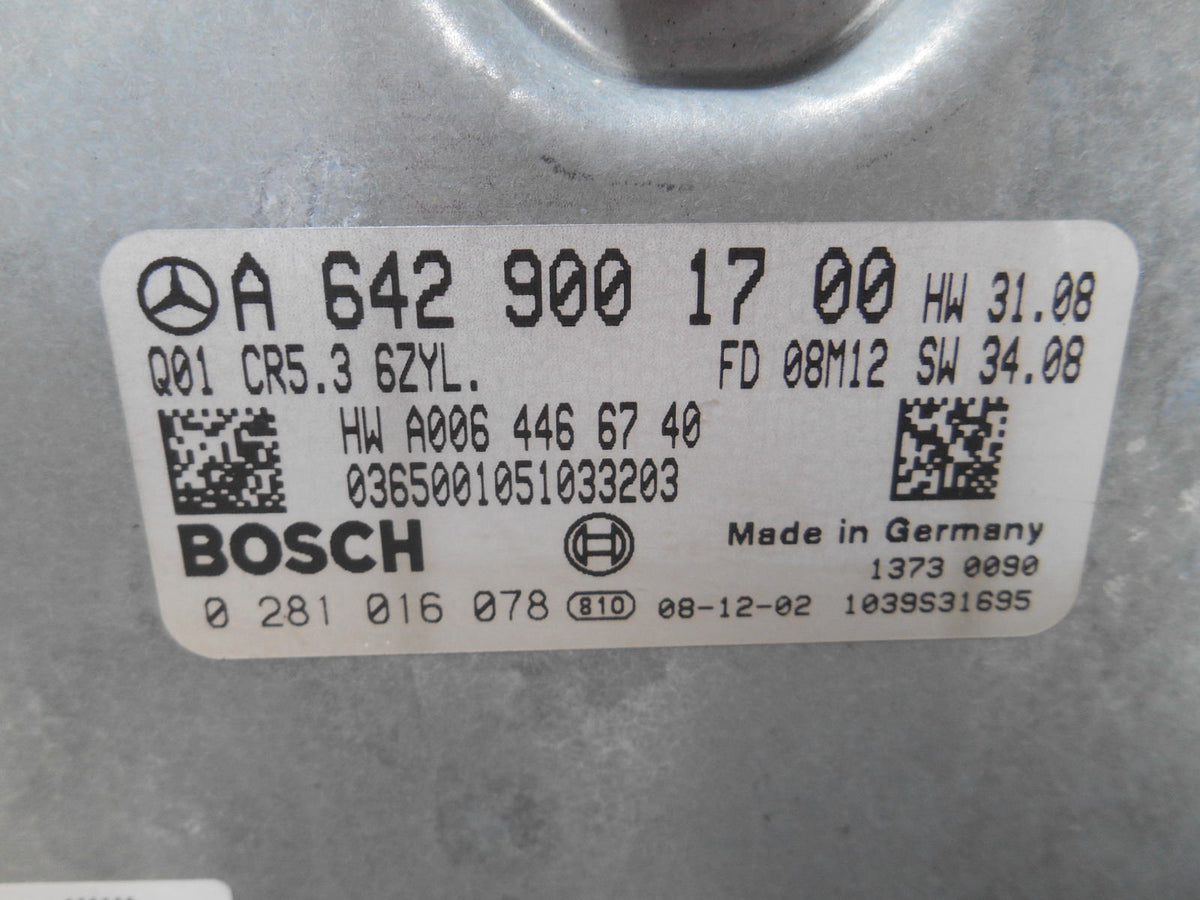 A 642 900 17 00 HW 31.08
Q01 CR5.3 6ZYL. FD 08M12 SW 34.08
HW A006 446 67 40
0365001051033203
BOSCH Made in Germany
1373 0090
0 281 016 078 810 08-12-02 1039S31695